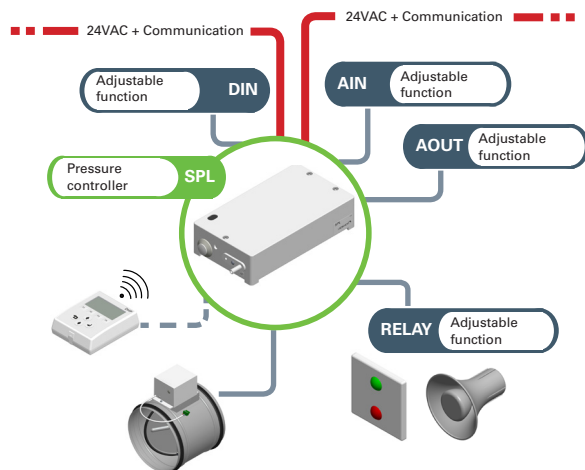 24VAC + Communication
24VAC + Communication
Adjustable
function
DIN
AIN
Adjustable
function
AOUT
Adjustable
function
Pressure
controller
SPL
RELAY
Adjustable
function